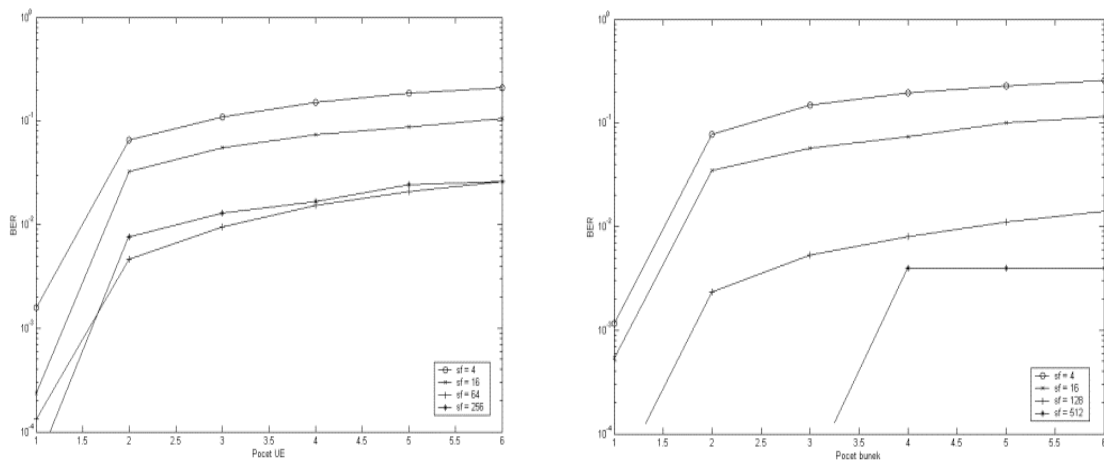 10^0
10^-1
10^-2
10^-3
10^-4
BER
1 1.5 2 2.5 3 3.5 4 4.5 5 5.5 6
Pocet UE
sf = 4
sf = 16
sf = 64
sf = 256
10^0
10^-1
10^-2
10^-3
10^-4
BER
1 1.5 2 2.5 3 3.5 4 4.5 5 5.5 6
Pocet bunek
sf = 4
sf = 16
sf = 128
sf = 512